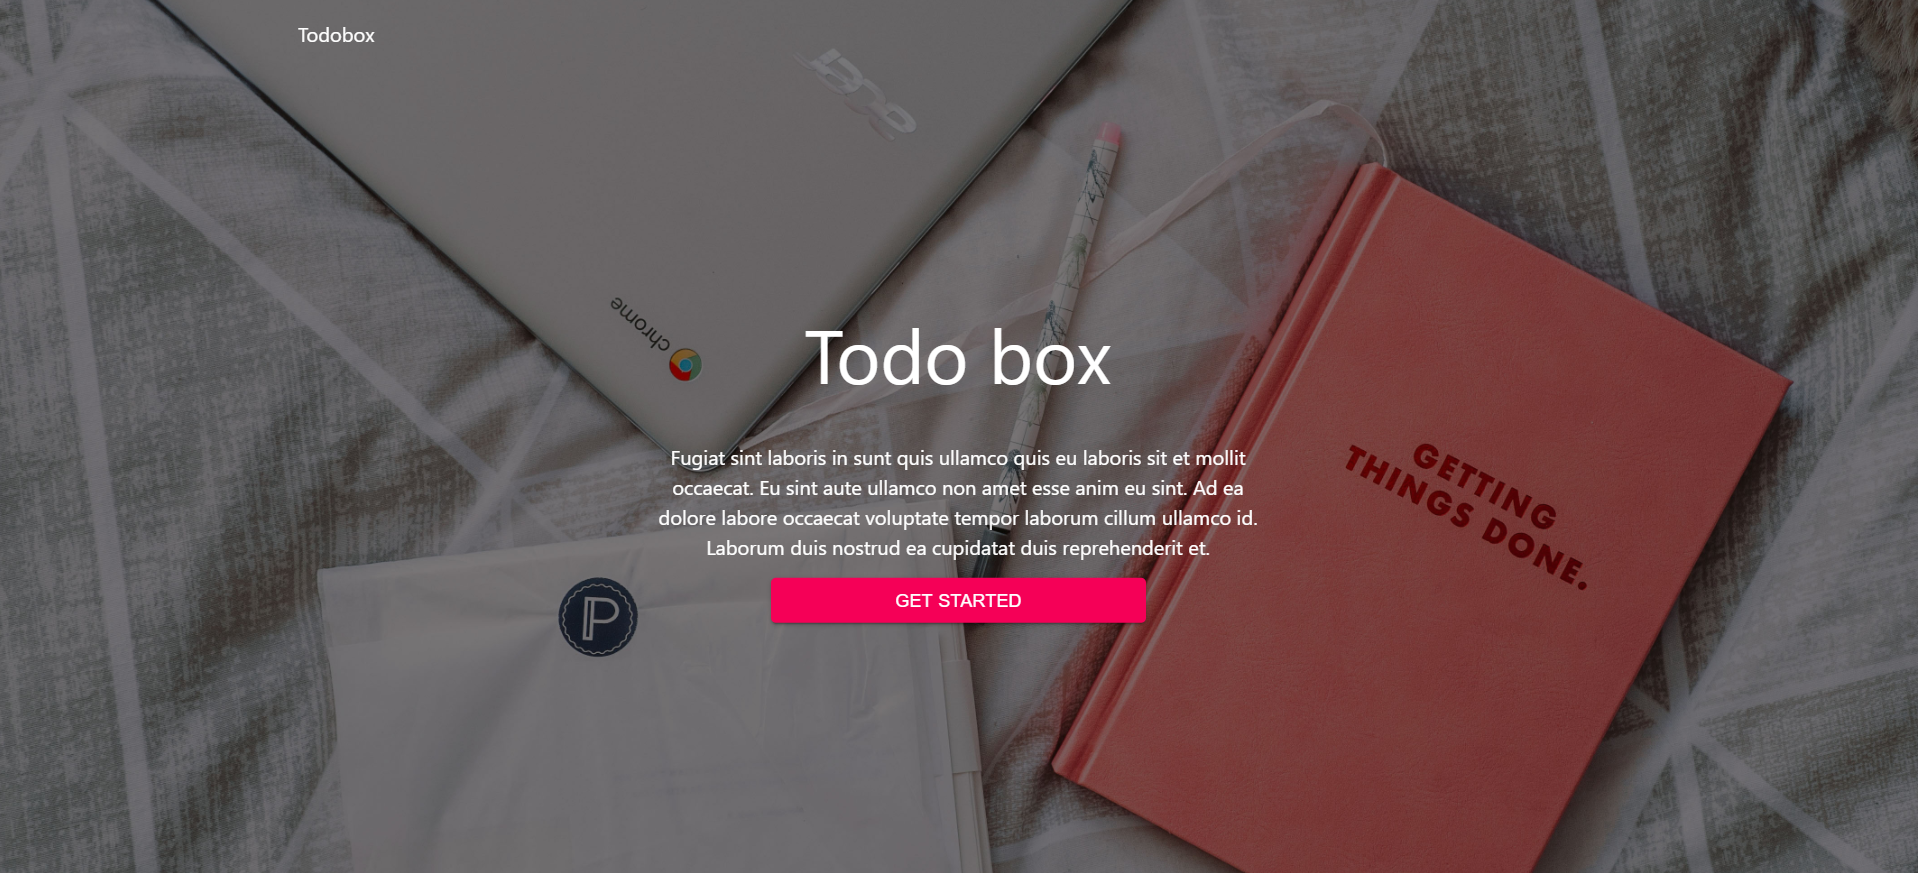 Todobox
acer
chrome
Todo box
Fugiat sint laboris in sunt quis ullamco quis eu laboris sit et mollit
occaecat. Eu sint aute ullamco non amet esse anim eu sint. Ad ea
dolore labore occaecat voluptate tempor laborum cillum ullamco id.
Laborum duis nostrud ea cupidatat duis reprehenderit et.
GETTING
THINGS DONE.
P
GET STARTED